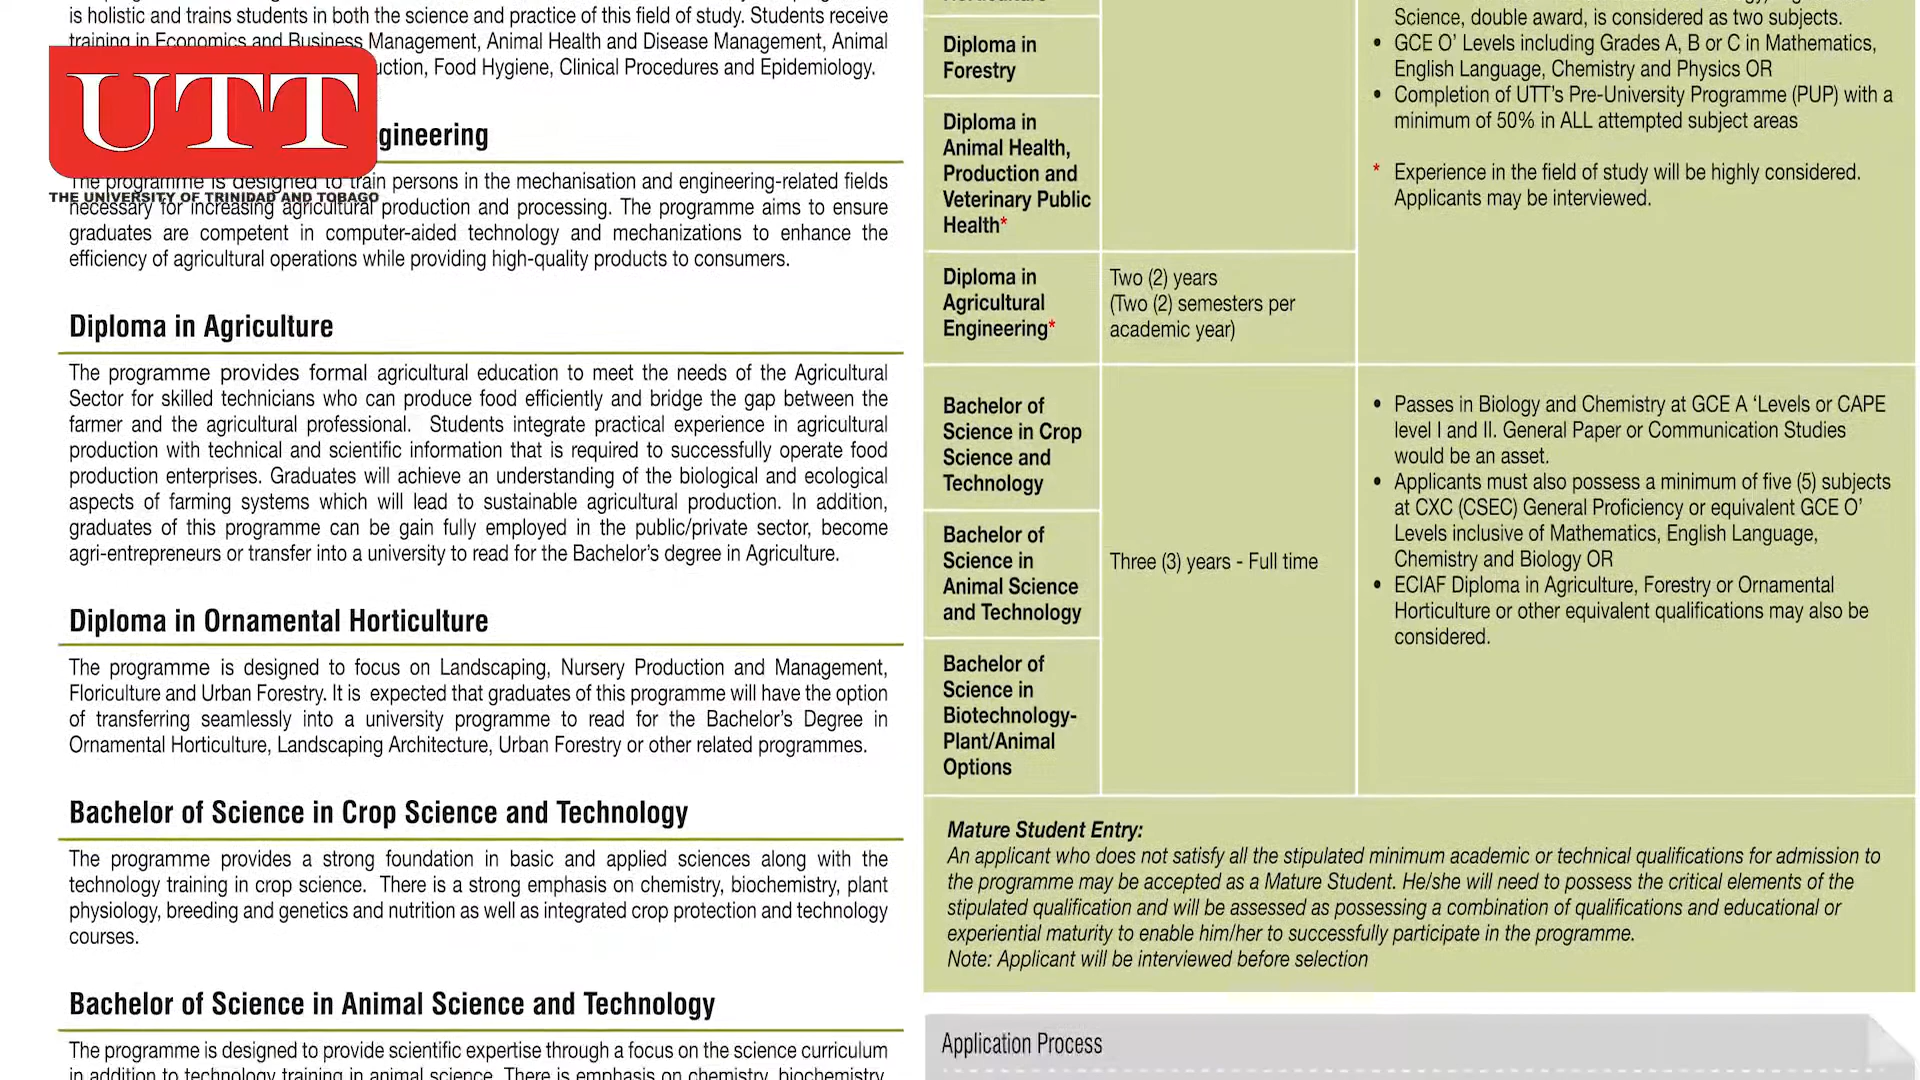 is holistic and trains students in both the science and practice of this field of study. Students receive
training in Economics and Business Management, Animal Health and Disease Management, Animal
uction, Food Hygiene, Clinical Procedures and Epidemiology.
UTT
THE UNIVERSITY OF TRINIDAD AND TOBAGO
gineering
The programme is designed to train persons in the mechanisation and engineering-related fields
necessary for increasing agricultural production and processing. The programme aims to ensure
graduates are competent in computer-aided technology and mechanizations to enhance the
efficiency of agricultural operations while providing high-quality products to consumers.
Diploma in Agriculture
The programme provides formal agricultural education to meet the needs of the Agricultural
Sector for skilled technicians who can produce food efficiently and bridge the gap between the
farmer and the agricultural professional. Students integrate practical experience in agricultural
production with technical and scientific information that is required to successfully operate food
production enterprises. Graduates will achieve an understanding of the biological and ecological
aspects of farming systems which will lead to sustainable agricultural production. In addition,
graduates of this programme can be gain fully employed in the public/private sector, become
agri-entrepreneurs or transfer into a university to read for the Bachelor's degree in Agriculture.
Diploma in Ornamental Horticulture
The programme is designed to focus on Landscaping, Nursery Production and Management,
Floriculture and Urban Forestry. It is expected that graduates of this programme will have the option
of transferring seamlessly into a university programme to read for the Bachelor's Degree in
Ornamental Horticulture, Landscaping Architecture, Urban Forestry or other related programmes.
Bachelor of Science in Crop Science and Technology
The programme provides a strong foundation in basic and applied sciences along with the
technology training in crop science. There is a strong emphasis on chemistry, biochemistry, plant
physiology, breeding and genetics and nutrition as well as integrated crop protection and technology
courses.
Bachelor of Science in Animal Science and Technology
The programme is designed to provide scientific expertise through a focus on the science curriculum
in addition to technology training in animal science. There is emphasis on chemistry, biochemistry,
Diploma in
Forestry
Diploma in
Animal Health,
Production and
Veterinary Public
Health*
Diploma in
Agricultural
Engineering*
Two (2) years
(Two (2) semesters per
academic year)
Science, double award, is considered as two subjects.
• GCE O' Levels including Grades A, B or C in Mathematics,
English Language, Chemistry and Physics OR
• Completion of UTT's Pre-University Programme (PUP) with a
minimum of 50% in ALL attempted subject areas
* Experience in the field of study will be highly considered.
Applicants may be interviewed.
Bachelor of
Science in Crop
Science and
Technology
Bachelor of
Science in
Animal Science
and Technology
Bachelor of
Science in
Biotechnology-
Plant/Animal
Options
Three (3) years - Full time
• Passes in Biology and Chemistry at GCE A 'Levels or CAPE
level I and II. General Paper or Communication Studies
would be an asset.
• Applicants must also possess a minimum of five (5) subjects
at CXC (CSEC) General Proficiency or equivalent GCE O'
Levels inclusive of Mathematics, English Language,
Chemistry and Biology OR
• ECIAF Diploma in Agriculture, Forestry or Ornamental
Horticulture or other equivalent qualifications may also be
considered.
Mature Student Entry:
An applicant who does not satisfy all the stipulated minimum academic or technical qualifications for admission to
the programme may be accepted as a Mature Student. He/she will need to possess the critical elements of the
stipulated qualification and will be assessed as possessing a combination of qualifications and educational or
experiential maturity to enable him/her to successfully participate in the programme.
Note: Applicant will be interviewed before selection
Application Process